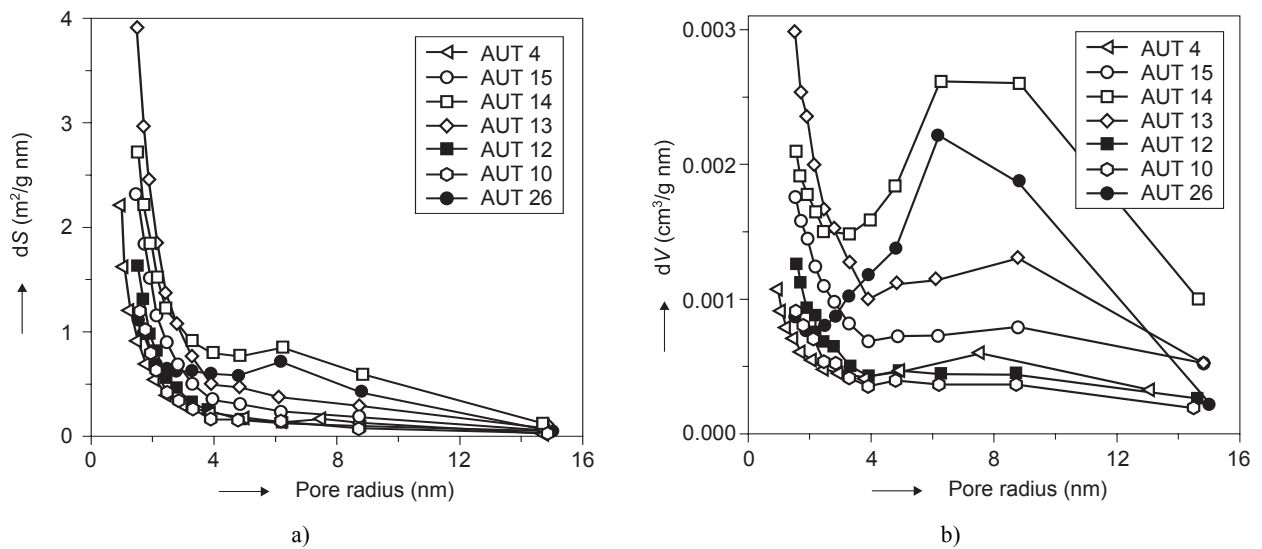 a)
4
3
2
1
0
dS (m²/g nm)
AUT 4
AUT 15
AUT 14
AUT 13
AUT 12
AUT 10
AUT 26
0 4 8 12 16
Pore radius (nm)
a)
b)
0.003
0.002
0.001
0.000
dV (cm³/g nm)
AUT 4
AUT 15
AUT 14
AUT 13
AUT 12
AUT 10
AUT 26
0 4 8 12 16
Pore radius (nm)
b)